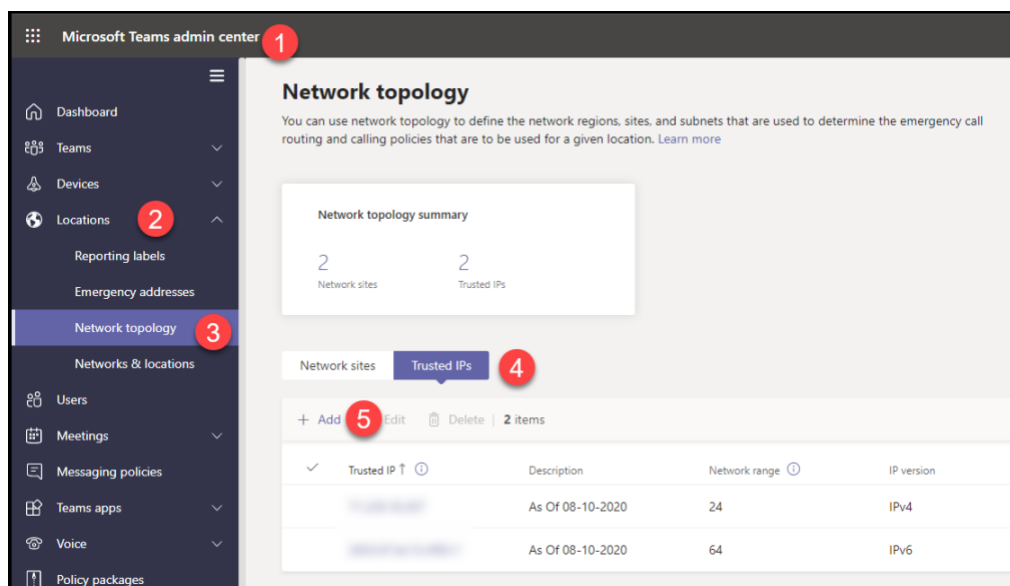 Microsoft Teams admin center 1
Dashboard
Teams
Devices
Locations 2
Reporting labels
Emergency addresses
Network topology 3
Networks & locations
Users
Meetings
Messaging policies
Teams apps
Voice
Policy packages
Network topology
You can use network topology to define the network regions, sites, and subnets that are used to determine the emergency call
routing and calling policies that are to be used for a given location. Learn more
Network topology summary
2 2
Network sites Trusted IPs
Network sites Trusted IPs 4
+ Add 5 Edit Delete | 2 items
Trusted IP ↑ Description Network range IP version
As Of 08-10-2020 24 IPv4
As Of 08-10-2020 64 IPv6